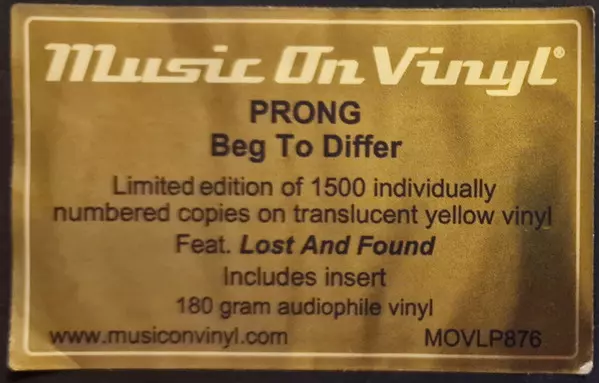 Music On Vinyl®
PRONG
Beg To Differ
Limited edition of 1500 individually
numbered copies on translucent yellow vinyl
Feat. Lost And Found
Includes insert
180 gram audiophile vinyl
www.musiconvinyl.com MOVLP876